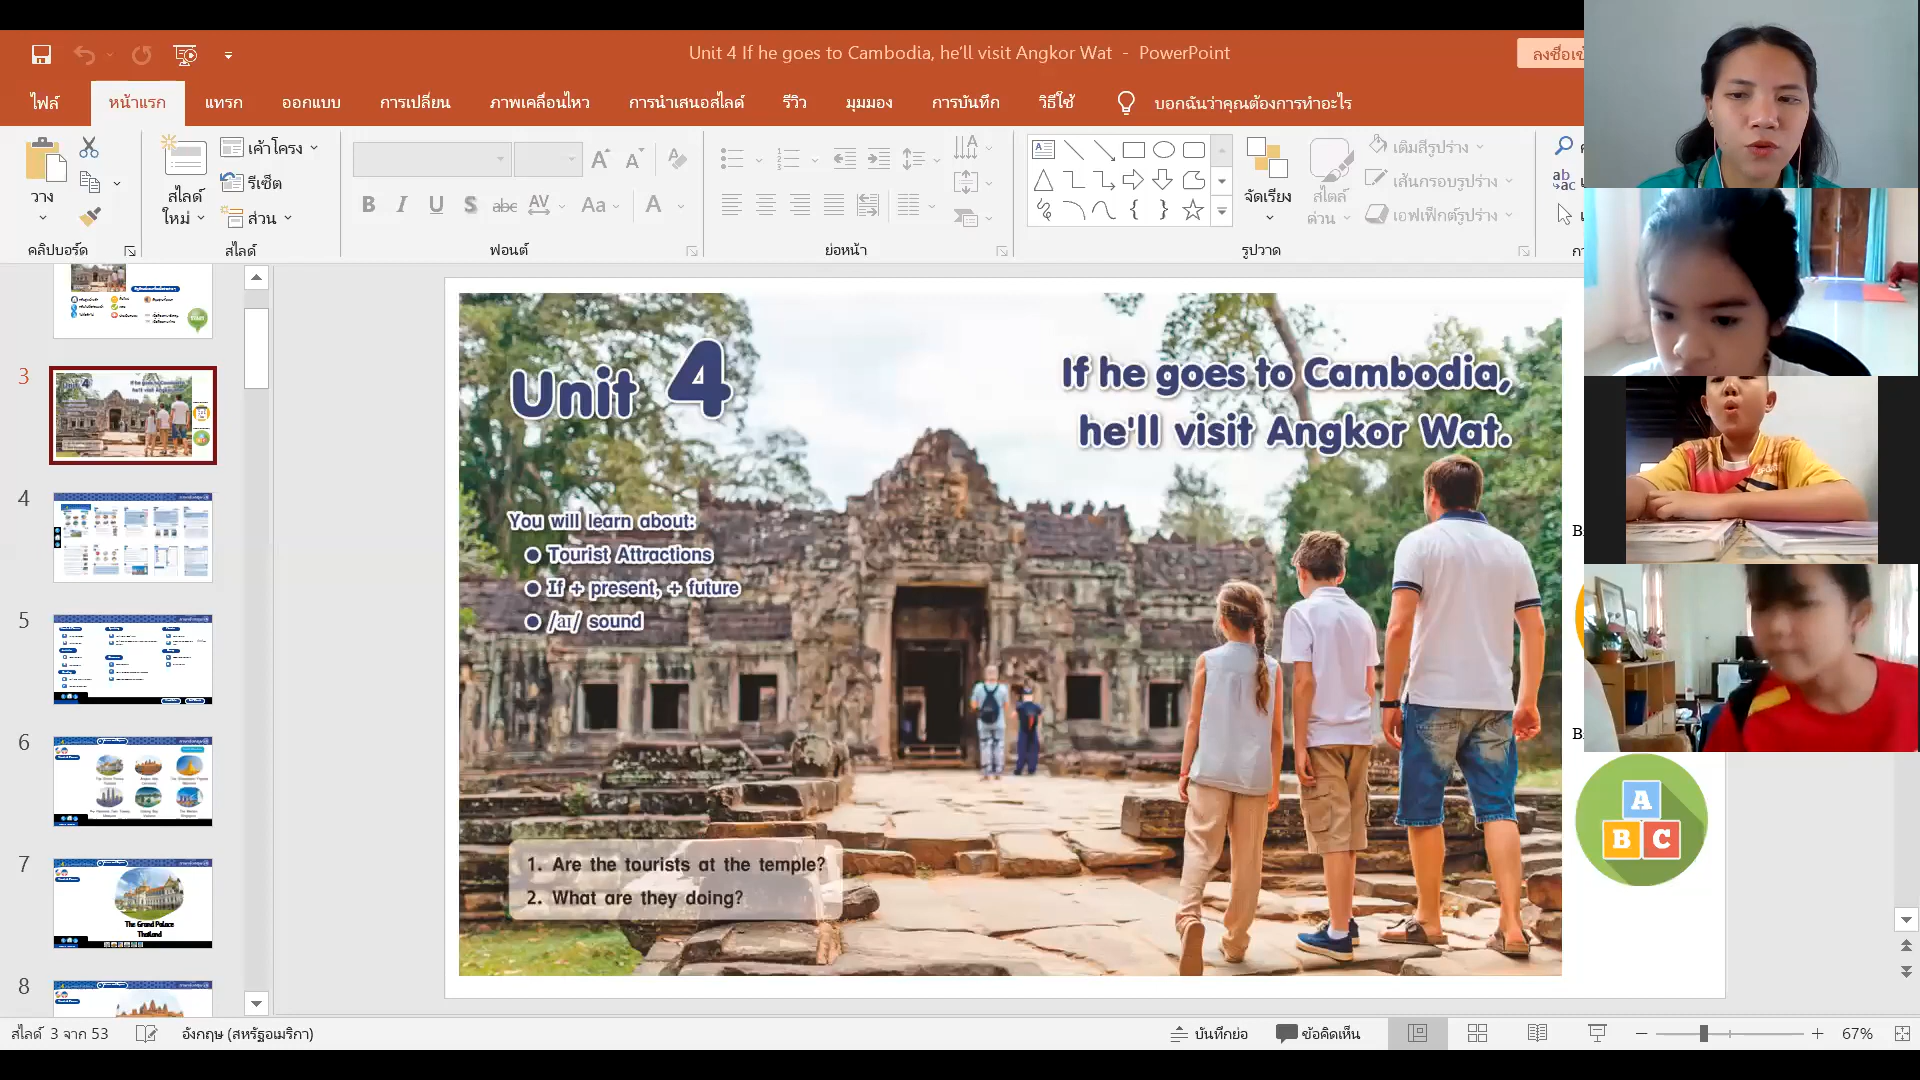 Unit 4 If he goes to Cambodia, he'll visit Angkor Wat - PowerPoint
ไฟล์ หน้าแรก แทรก ออกแบบ การเปลี่ยน ภาพเคลื่อนไหว การนำเสนอสไลด์ รีวิว มุมมอง การบันทึก วิธีใช้ บอกฉันว่าคุณต้องการทำอะไร
วาง
สไลด์
ใหม่
เค้าโครง
รีเซ็ต
ส่วน
จัดเรียง
สไตล์
ด่วน
เติมสีรูปร่าง
เส้นกรอบรูปร่าง
เอฟเฟ็กต์รูปร่าง
คลิปบอร์ด สไลด์ ฟอนต์ ย่อหน้า รูปวาด
3
4
5
6
7
The Grand Palace
Thailand
8
Unit 4
If he goes to Cambodia,
he'll visit Angkor Wat.
You will learn about:
● Tourist Attractions
● If + present, + future
● /aɪ/ sound
1. Are the tourists at the temple?
2. What are they doing?
A
B C
สไลด์ 3 จาก 53 อังกฤษ (สหรัฐอเมริกา) บันทึกย่อ ข้อคิดเห็น 67%